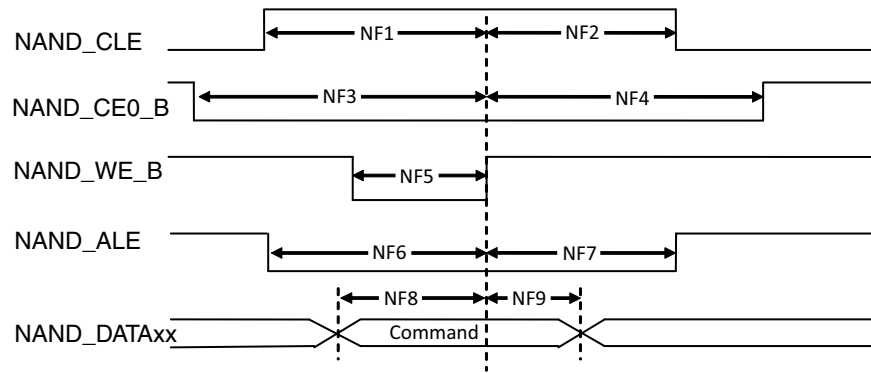 NAND_CLE NF1 NF2
NAND_CE0_B NF3 NF4
NAND_WE_B NF5
NAND_ALE NF6 NF7
NF8 NF9
NAND_DATAxx Command